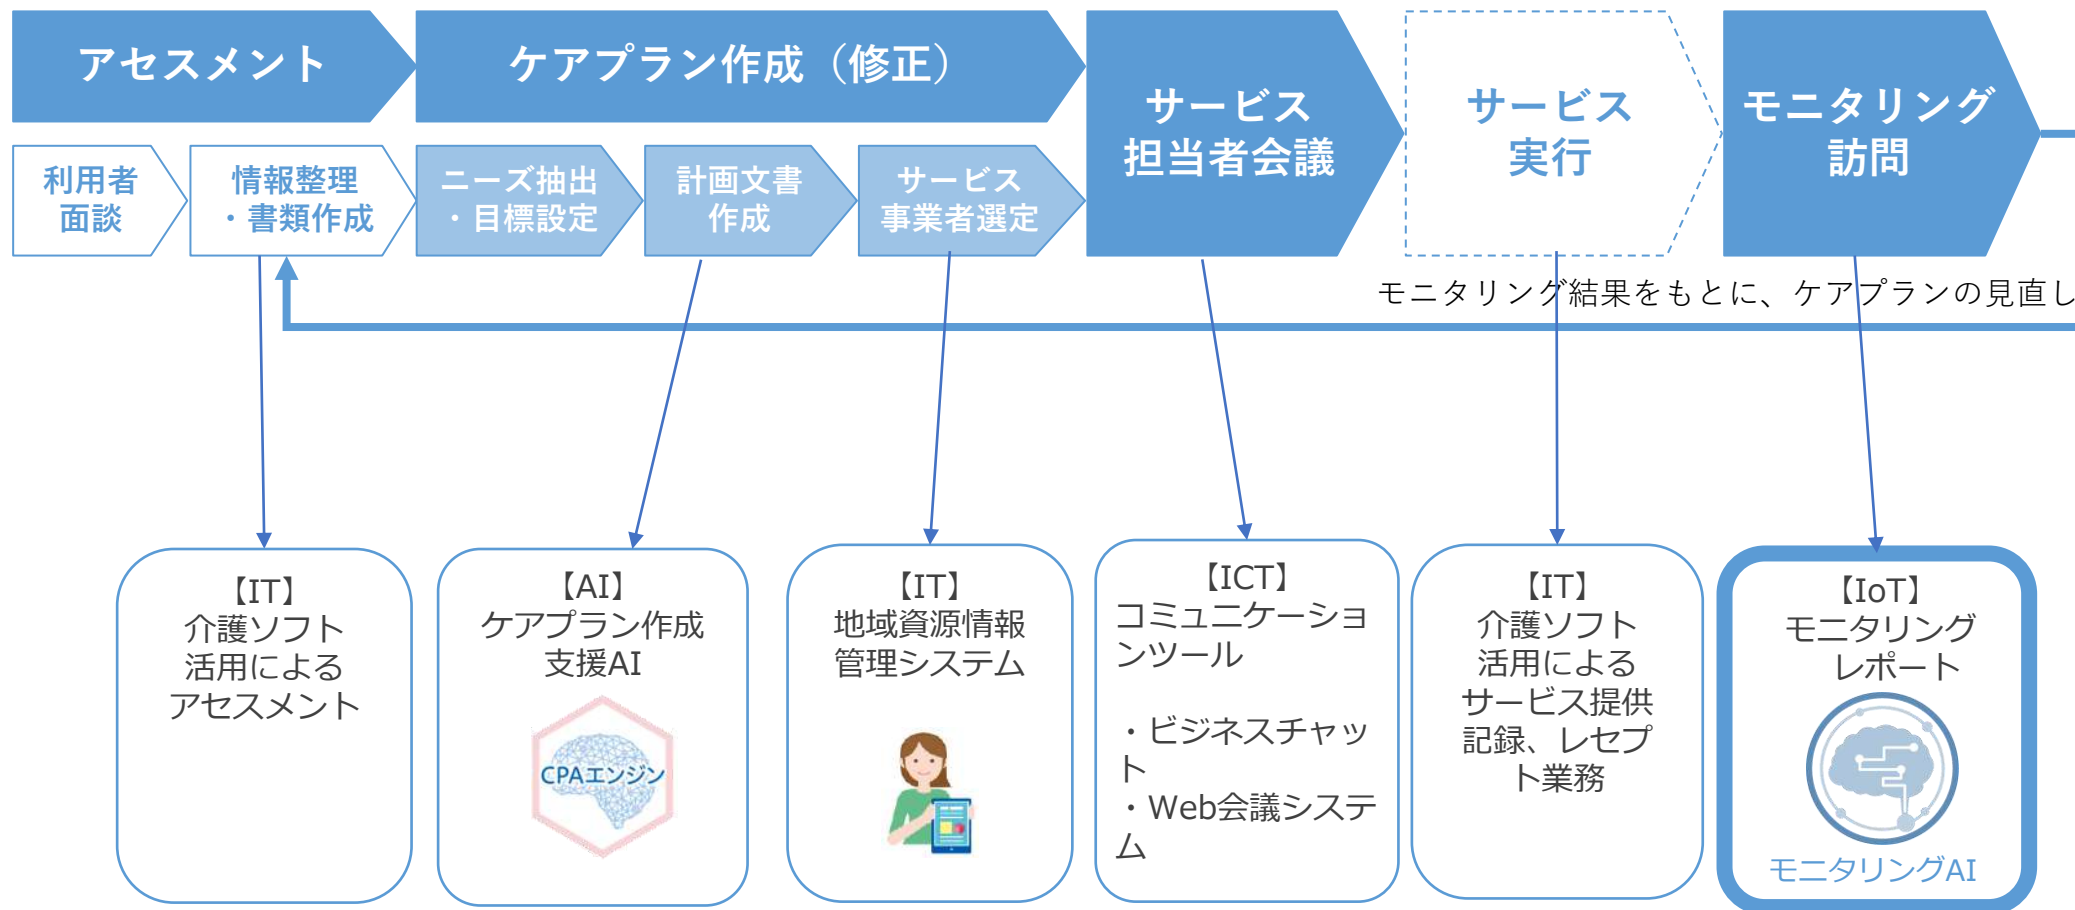 アセスメント
ケアプラン作成（修正）
サービス
担当者会議
サービス
実行
モニタリング
訪問
利用者
面談
情報整理
・書類作成
ニーズ抽出
・目標設定
計画文書
作成
サービス
事業者選定
モニタリング結果をもとに、ケアプランの見直し
【IT】
介護ソフト
活用による
アセスメント
【AI】
ケアプラン作成
支援AI
CPAエンジン
【IT】
地域資源情報
管理システム
【ICT】
コミュニケーショ
ンツール
・ビジネスチャッ
ト
・Web会議システ
ム
【IT】
介護ソフト
活用による
サービス提供
記録、レセプ
ト業務
【IoT】
モニタリング
レポート
モニタリングAI